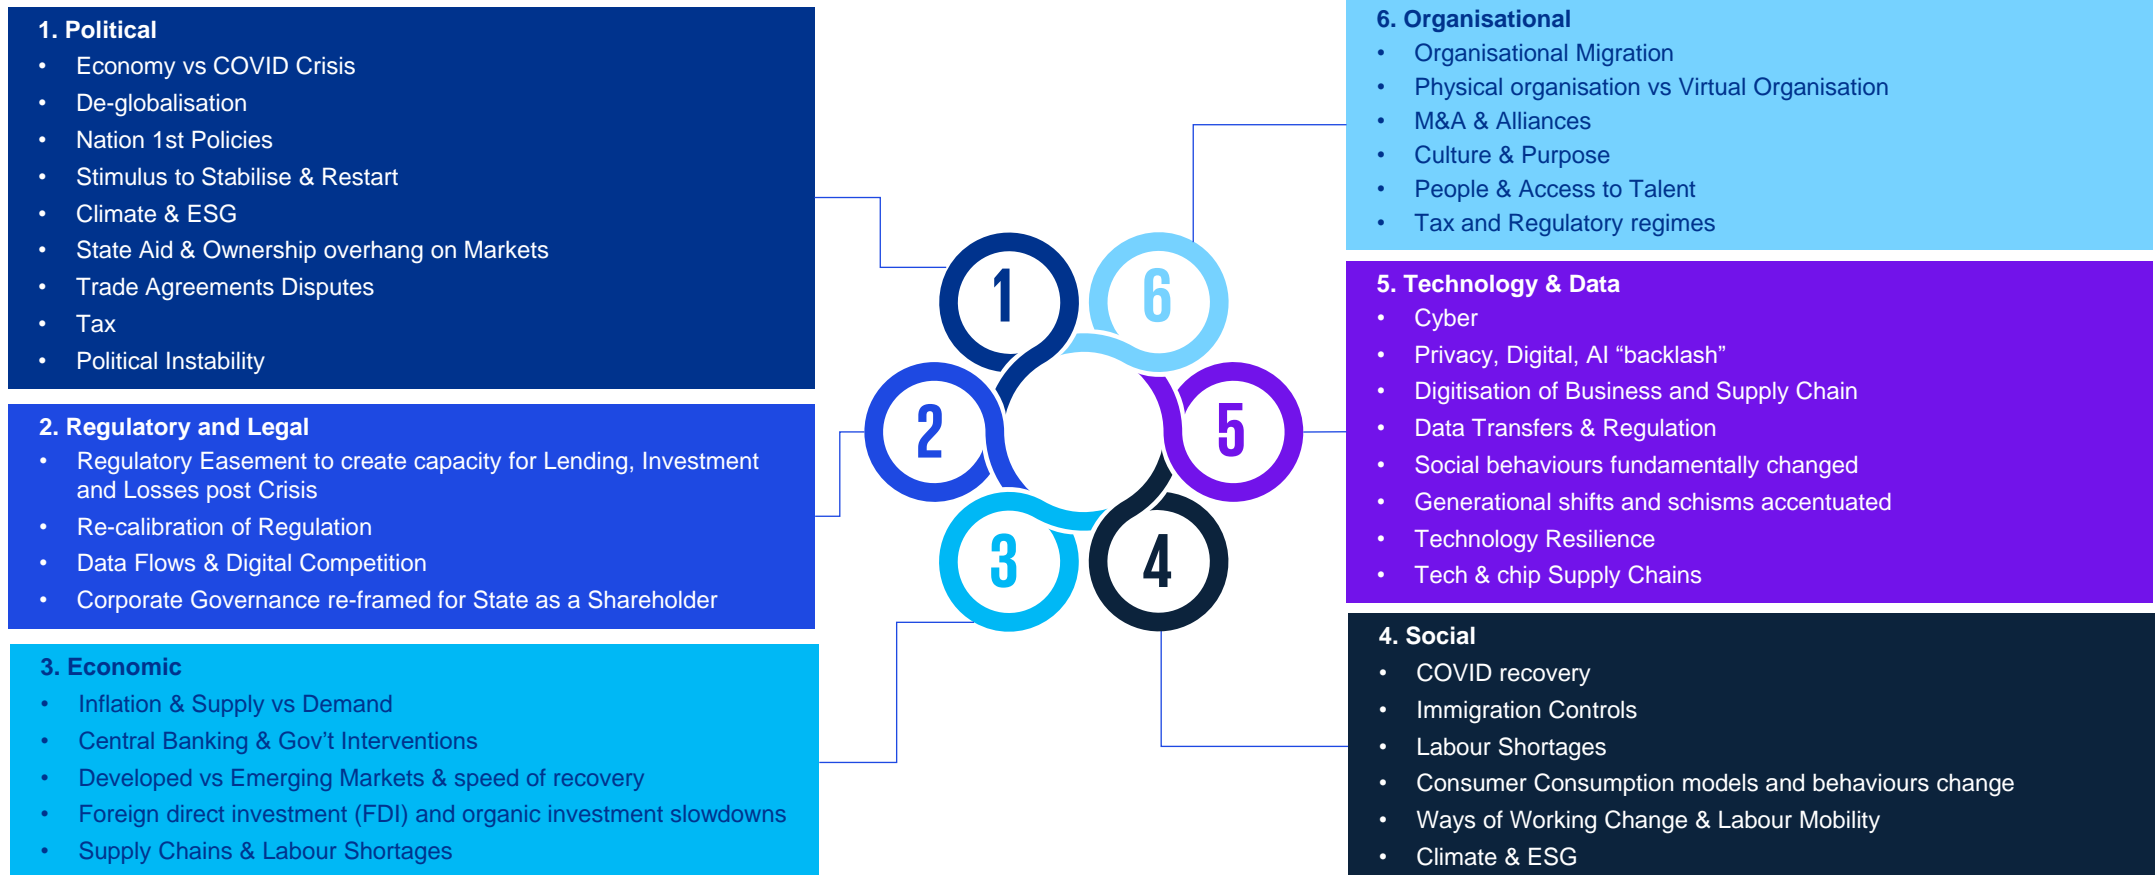 1. Political
• Economy vs COVID Crisis
• De-globalisation
• Nation 1st Policies
• Stimulus to Stabilise & Restart
• Climate & ESG
• State Aid & Ownership overhang on Markets
• Trade Agreements Disputes
• Tax
• Political Instability
2. Regulatory and Legal
• Regulatory Easement to create capacity for Lending, Investment
and Losses post Crisis
• Re-calibration of Regulation
• Data Flows & Digital Competition
• Corporate Governance re-framed for State as a Shareholder
3. Economic
• Inflation & Supply vs Demand
• Central Banking & Gov’t Interventions
• Developed vs Emerging Markets & speed of recovery
• Foreign direct investment (FDI) and organic investment slowdowns
• Supply Chains & Labour Shortages
1
6
2
5
3
4
6. Organisational
• Organisational Migration
• Physical organisation vs Virtual Organisation
• M&A & Alliances
• Culture & Purpose
• People & Access to Talent
• Tax and Regulatory regimes
5. Technology & Data
• Cyber
• Privacy, Digital, AI “backlash”
• Digitisation of Business and Supply Chain
• Data Transfers & Regulation
• Social behaviours fundamentally changed
• Generational shifts and schisms accentuated
• Technology Resilience
• Tech & chip Supply Chains
4. Social
• COVID recovery
• Immigration Controls
• Labour Shortages
• Consumer Consumption models and behaviours change
• Ways of Working Change & Labour Mobility
• Climate & ESG